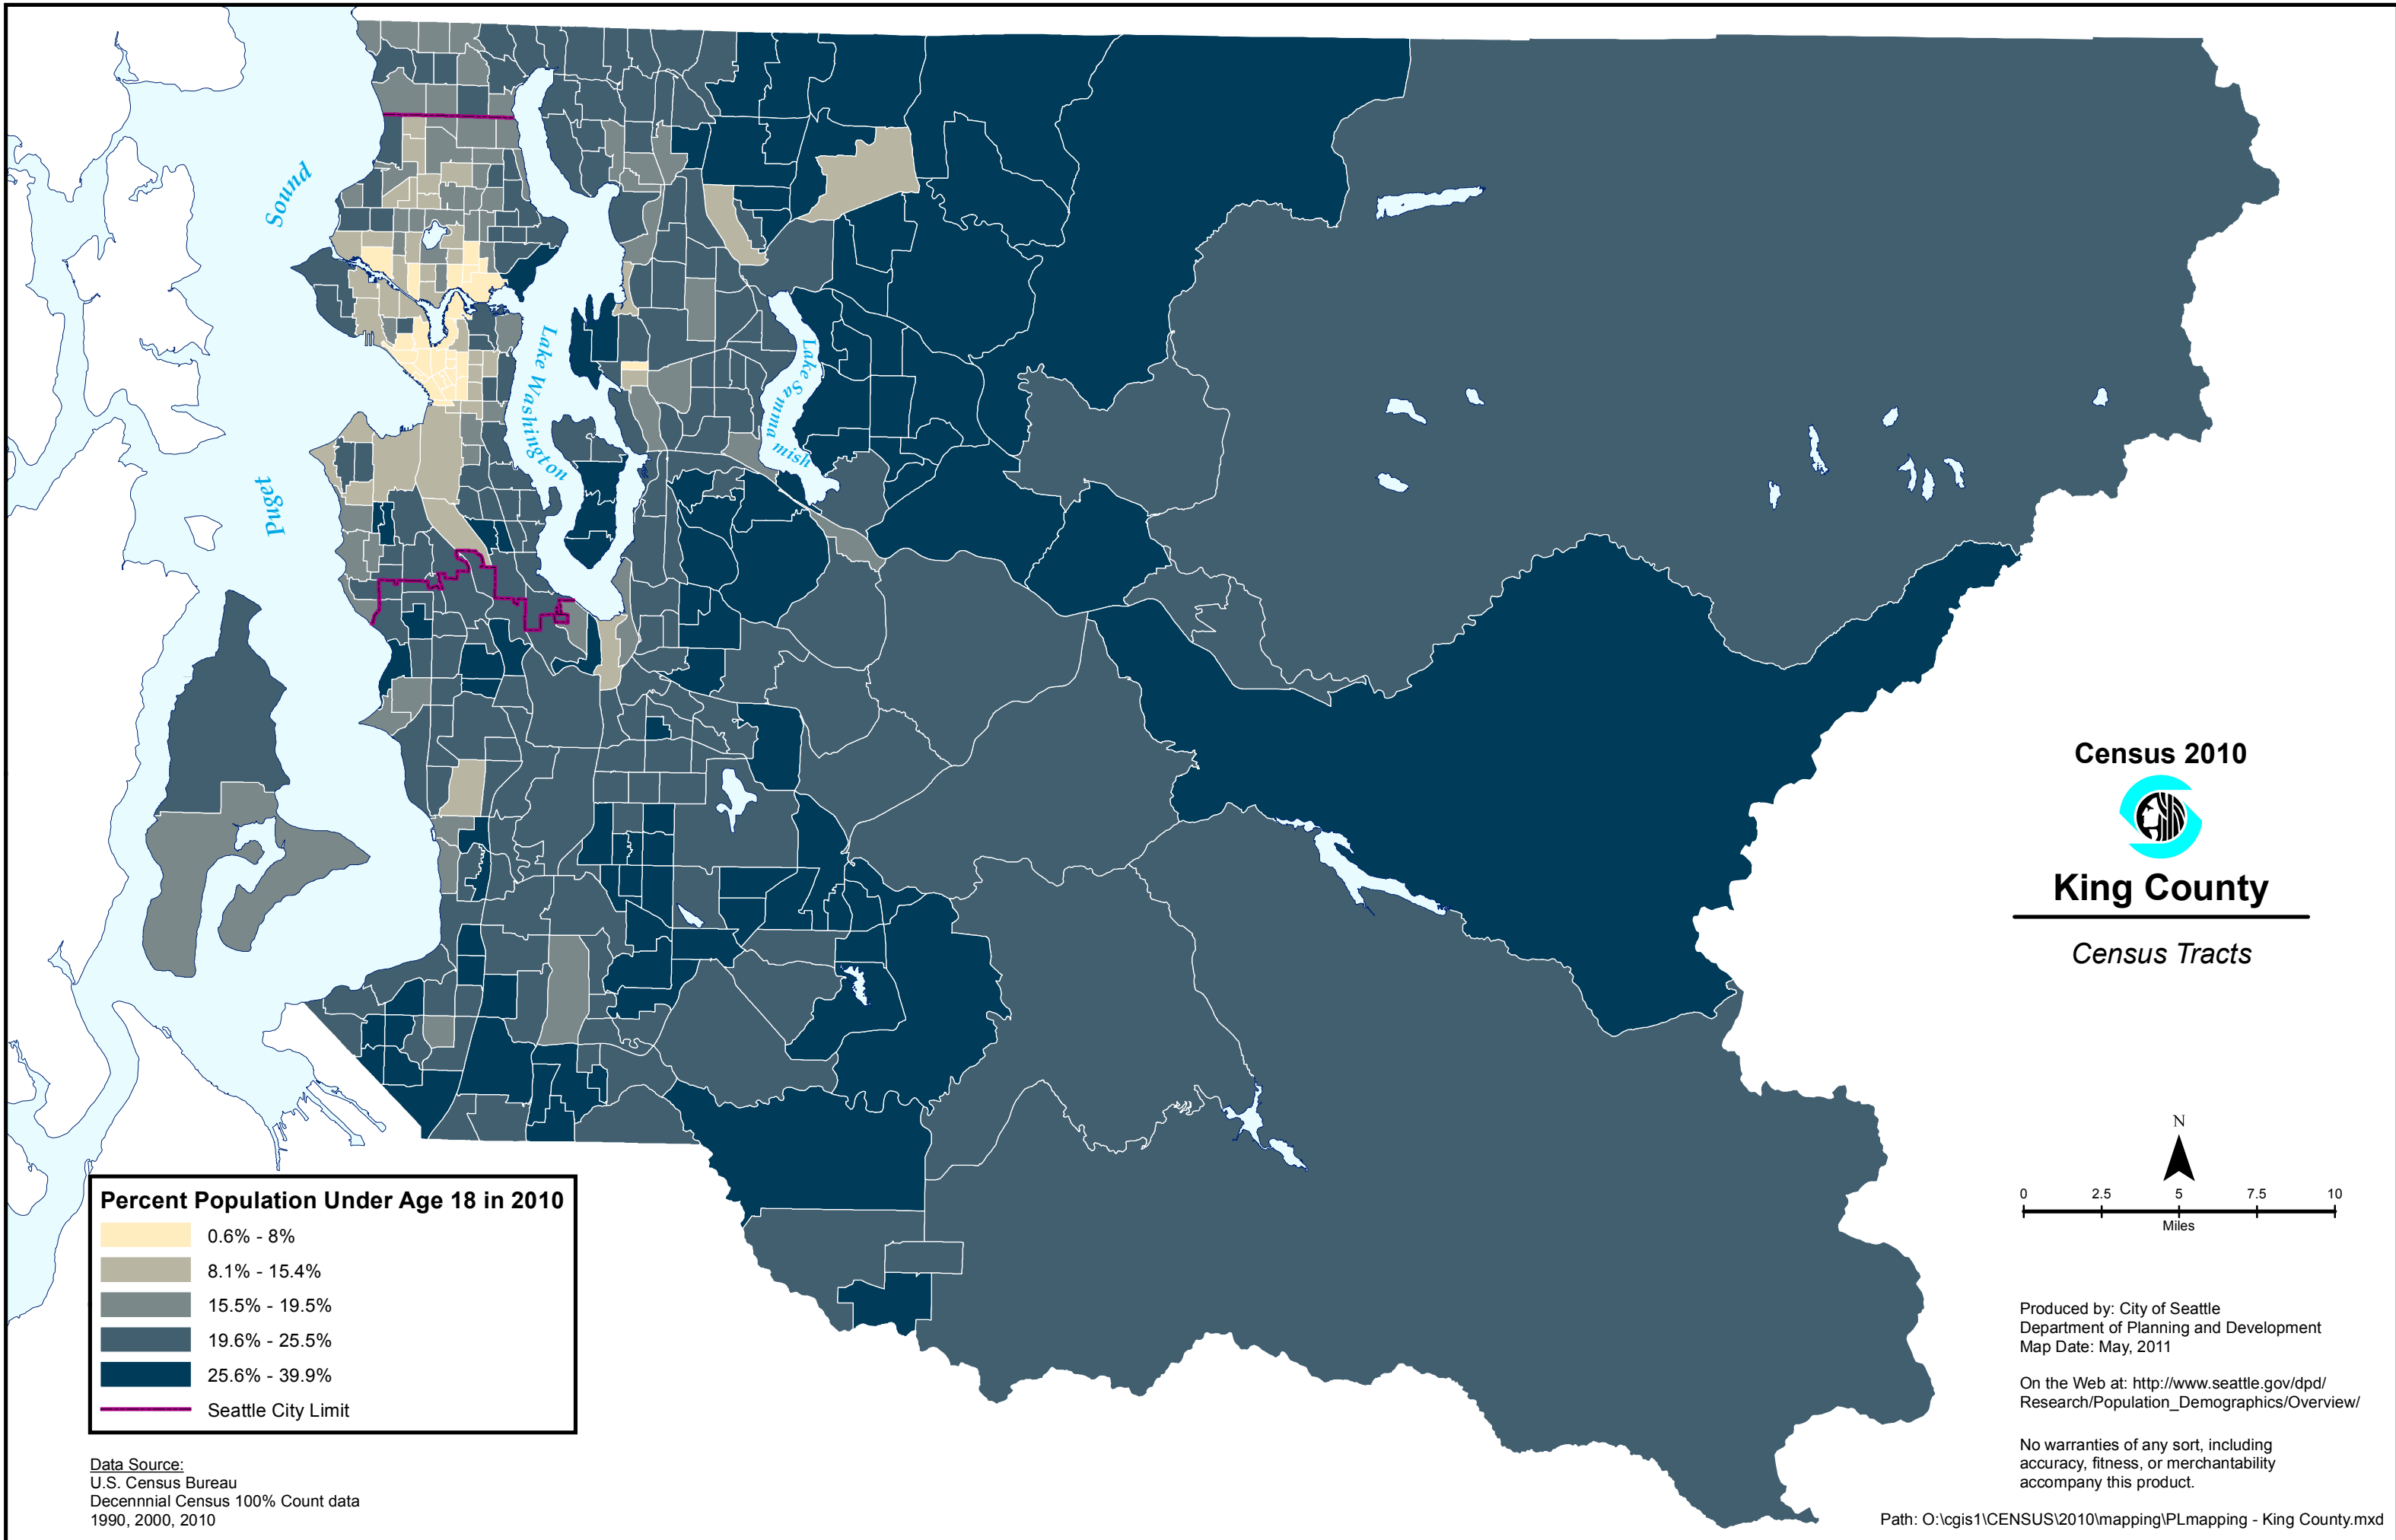 Sound
Puget
Lake Washington
Lake Samma mish
Census 2010
King County
Census Tracts
N
0 2.5 5 7.5 10
Miles
Percent Population Under Age 18 in 2010
0.6% - 8%
8.1% - 15.4%
15.5% - 19.5%
19.6% - 25.5%
25.6% - 39.9%
Seattle City Limit
Data Source:
U.S. Census Bureau
Decennnial Census 100% Count data
1990, 2000, 2010
Produced by: City of Seattle
Department of Planning and Development
Map Date: May, 2011
On the Web at: http://www.seattle.gov/dpd/
Research/Population_Demographics/Overview/
No warranties of any sort, including
accuracy, fitness, or merchantability
accompany this product.
Path: O:\cgis1\CENSUS\2010\mapping\PLmapping - King County.mxd